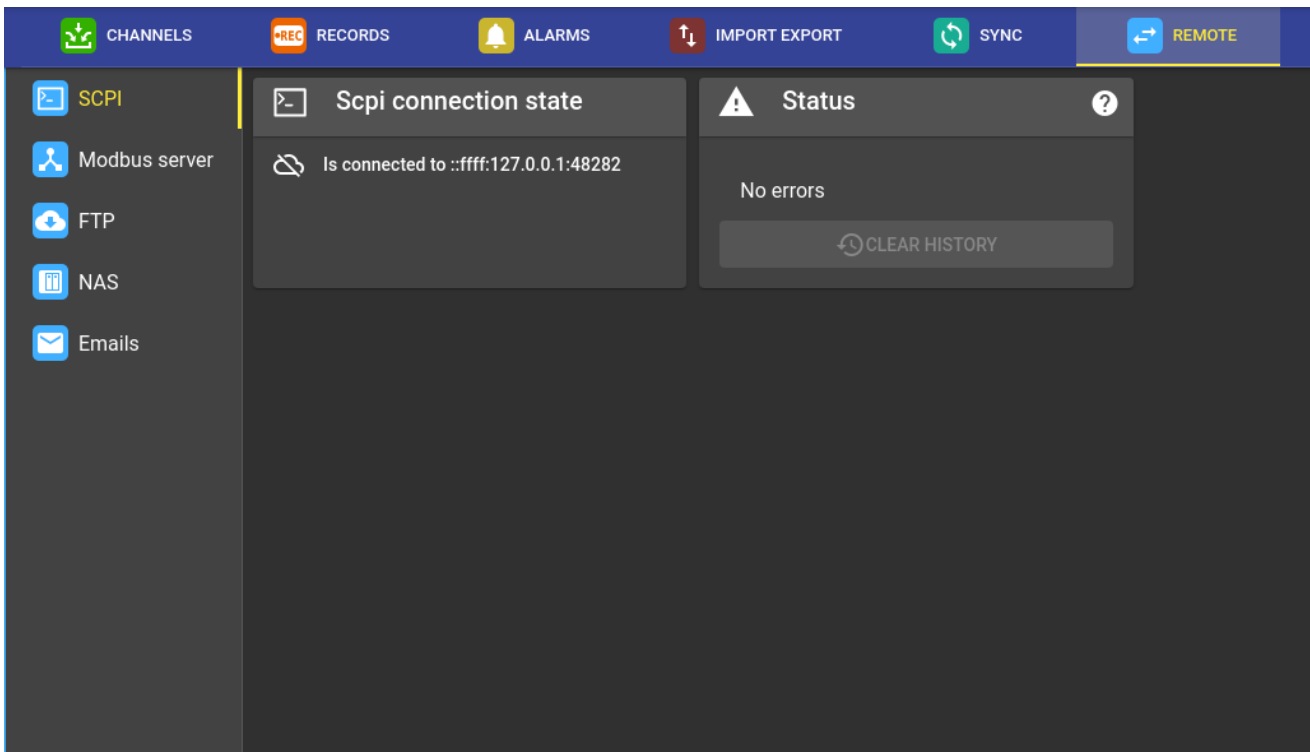 CHANNELS
REC RECORDS
ALARMS
IMPORT EXPORT
SYNC
REMOTE
SCPI
Modbus server
FTP
NAS
Emails
Scpi connection state
Is connected to ::ffff:127.0.0.1:48282
Status
?
No errors
CLEAR HISTORY